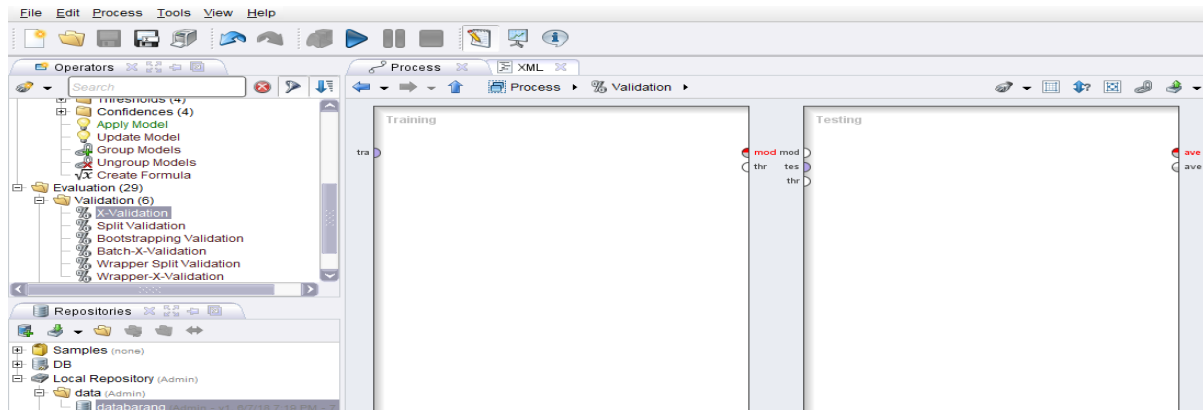 File Edit Process Tools View Help
Operators
Search
Thresholds (4)
Confidences (4)
Apply Model
Update Model
Group Models
Ungroup Models
Create Formula
Evaluation (29)
Validation (6)
X-Validation
Split Validation
Bootstrapping Validation
Batch-X-Validation
Wrapper Split Validation
Wrapper-X-Validation
Repositories
Samples (none)
DB
Local Repository (Admin)
data (Admin)
databarang
Process XML
Process Validation
Training
tra
mod
thr
Testing
mod
tes
thr
ave
ave